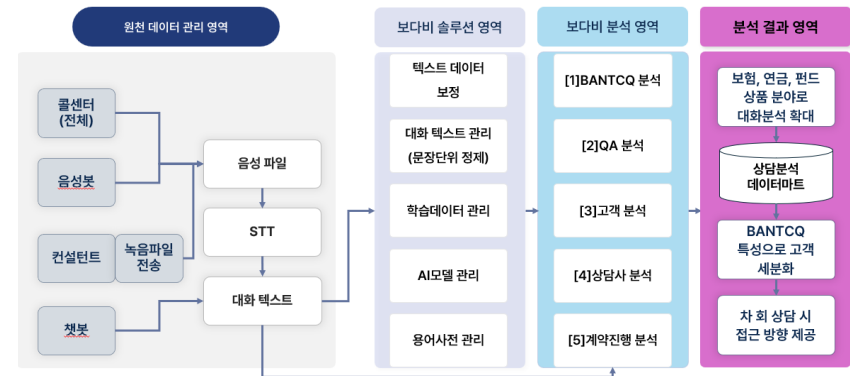 원천 데이터 관리 영역
콜센터
(전체)
음성봇
컨설턴트
녹음파일
전송
챗봇
음성 파일
STT
대화 텍스트
보다비 솔루션 영역
텍스트 데이터
보정
대화 텍스트 관리
(문장단위 정제)
학습데이터 관리
AI모델 관리
용어사전 관리
보다비 분석 영역
[1]BANTCQ 분석
[2]QA 분석
[3]고객 분석
[4]상담사 분석
[5]계약진행 분석
분석 결과 영역
보험, 연금, 펀드
상품 분야로
대화분석 확대
상담분석
데이터마트
BANTCQ
특성으로 고객
세분화
차 회 상담 시
접근 방향 제공